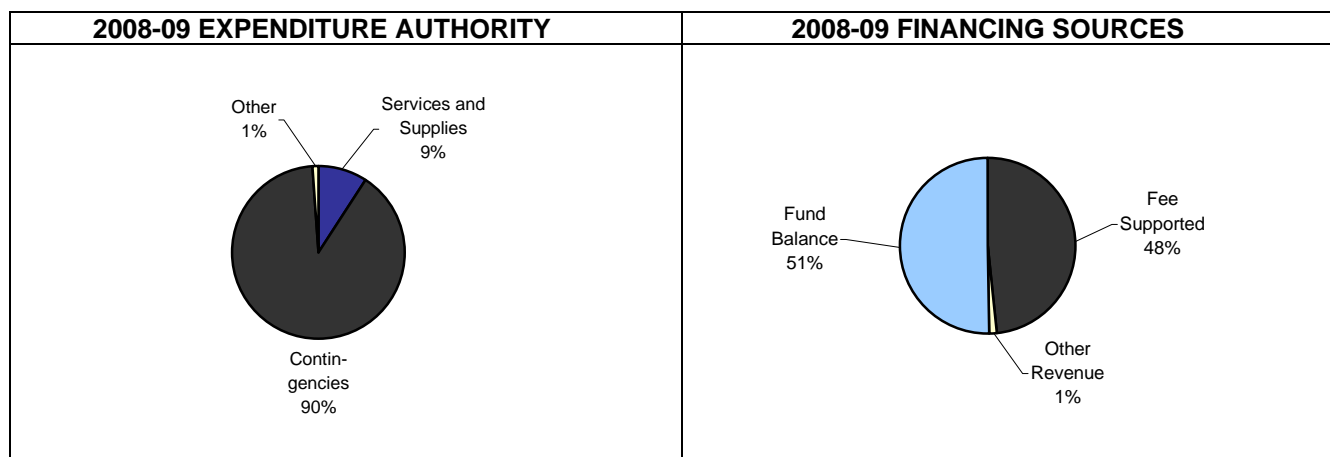 2008-09 EXPENDITURE AUTHORITY
Other
1%
Services and
Supplies
9%
Contin-
gencies
90%
2008-09 FINANCING SOURCES
Fund
Balance
51%
Fee
Supported
48%
Other
Revenue
1%